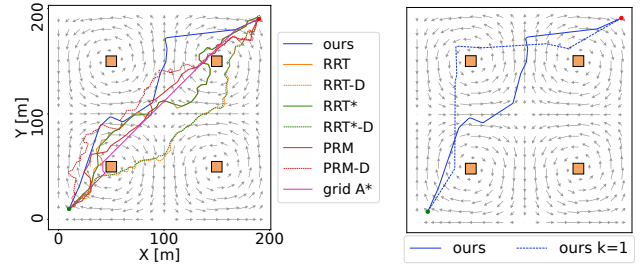 200
100
0
Y [m]
0
100
200
X [m]
ours
RRT
RRT-D
RRT*
RRT*-D
PRM
PRM-D
grid A*
ours
ours k=1